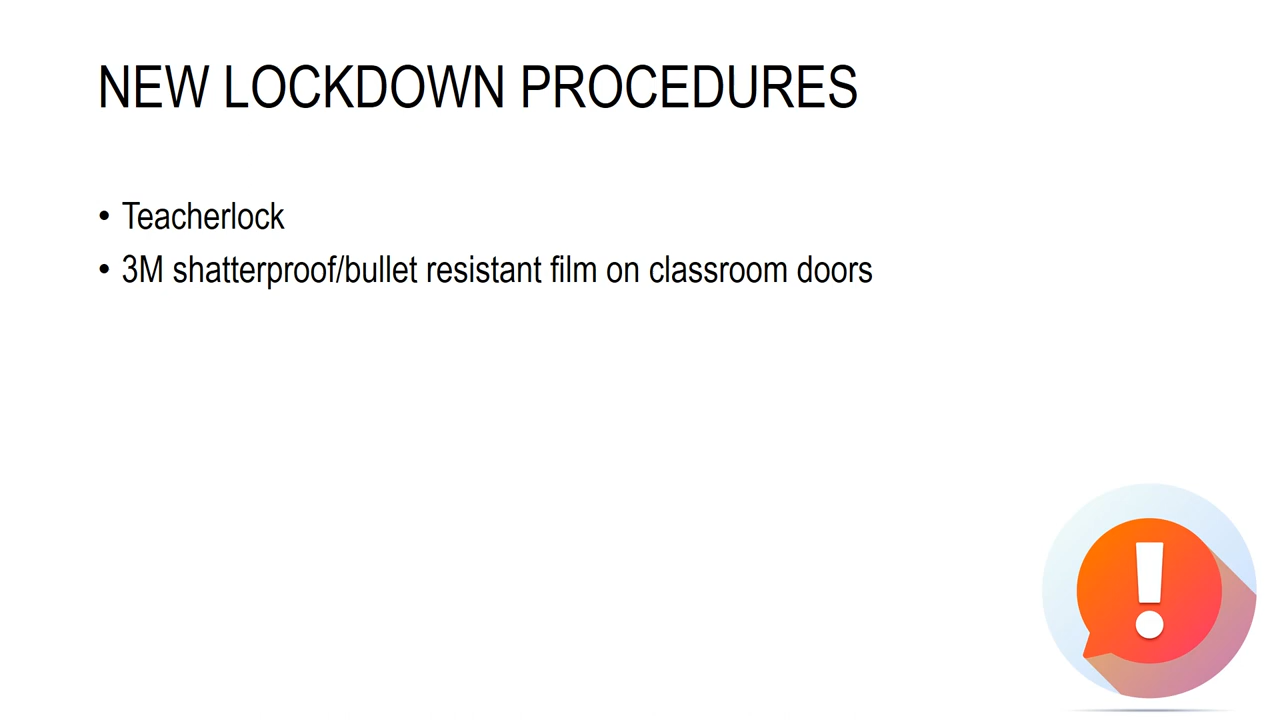 NEW LOCKDOWN PROCEDURES
• Teacherlock
• 3M shatterproof/bullet resistant film on classroom doors
!